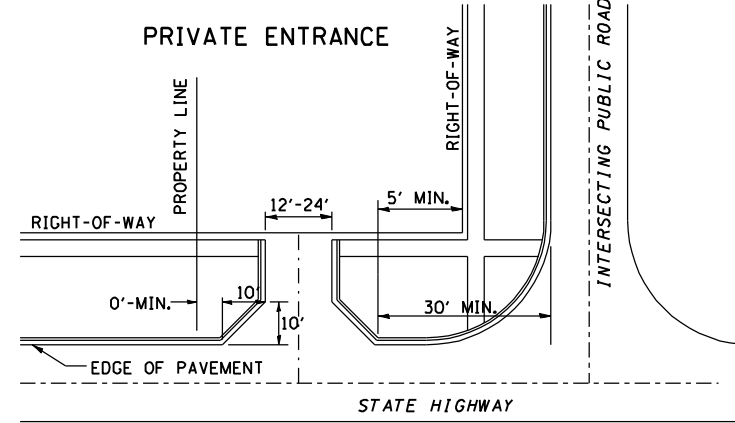 PRIVATE ENTRANCE
RIGHT-OF-WAY
INTERSECTING PUBLIC ROAD
PROPERTY LINE
12'-24'
5' MIN.
RIGHT-OF-WAY
0'-MIN.
10'
10'
30' MIN.
EDGE OF PAVEMENT
STATE HIGHWAY